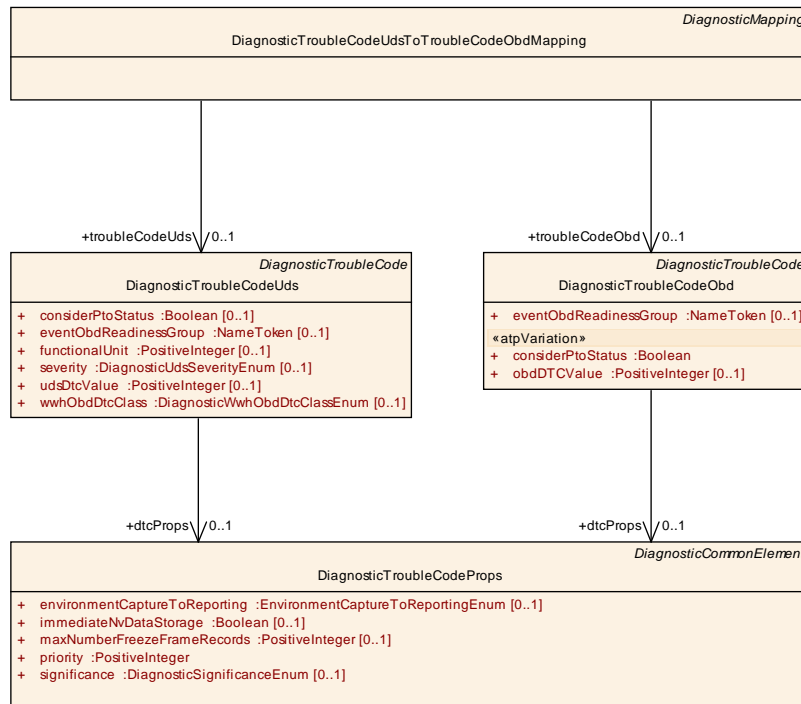 DiagnosticMapping
DiagnosticTroubleCodeUdsToTroubleCodeObdMapping
+troubleCodeUds 0..1 +troubleCodeObd 0..1
DiagnosticTroubleCode
DiagnosticTroubleCodeUds
+ considerPtoStatus :Boolean [0..1]
+ eventObdReadinessGroup :NameToken [0..1]
+ functionalUnit :PositiveInteger [0..1]
+ severity :DiagnosticUdsSeverityEnum [0..1]
+ udsDtcValue :PositiveInteger [0..1]
+ wwhObdDtcClass :DiagnosticWwhObdDtcClassEnum [0..1]
DiagnosticTroubleCode
DiagnosticTroubleCodeObd
+ eventObdReadinessGroup :NameToken [0..1]
«atpVariation»
+ considerPtoStatus :Boolean
+ obdDTCValue :PositiveInteger [0..1]
+dtcProps 0..1 +dtcProps 0..1
DiagnosticCommonElemen
DiagnosticTroubleCodeProps
+ environmentCaptureToReporting :EnvironmentCaptureToReportingEnum [0..1]
+ immediateNvDataStorage :Boolean [0..1]
+ maxNumberFreezeFrameRecords :PositiveInteger [0..1]
+ priority :PositiveInteger
+ significance :DiagnosticSignificanceEnum [0..1]